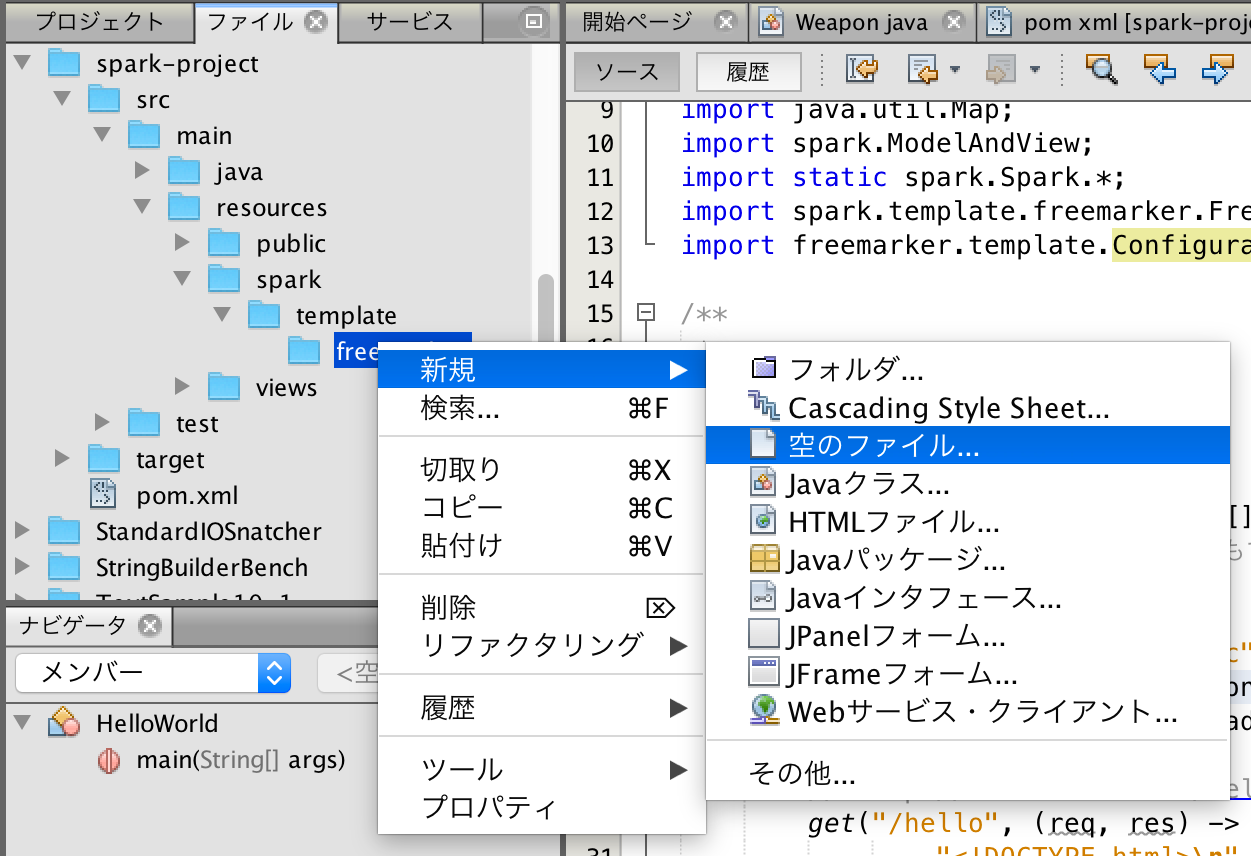 プロジェクト
ファイル
サービス
spark-project
src
main
java
resources
public
spark
template
views
test
target
pom.xml
StandardIOSnatcher
StringBuilderBench
ナビゲータ
メンバー
<空
HelloWorld
main(String[] args)
開始ページ
Weapon java
pom xml [spark-proj
ソース
履歴
9 import java.util.Map;
10 import spark.ModelAndView;
11 import static spark.Spark.*;
12 import spark.template.freemarker.Fre
13 import freemarker.template.Configura
14
15 /**
get("/hello", (req, res) ->
"<!DOCTYPE html>\n"
31
新規
検索... ⌘F
切取り ⌘X
コピー ⌘C
貼付け ⌘V
削除 ⌦
リファクタリング
履歴
ツール
プロパティ
フォルダ...
Cascading Style Sheet...
空のファイル...
Javaクラス...
HTMLファイル...
Javaパッケージ...
Javaインタフェース...
JPanelフォーム...
JFrameフォーム...
Webサービス・クライアント...
その他...